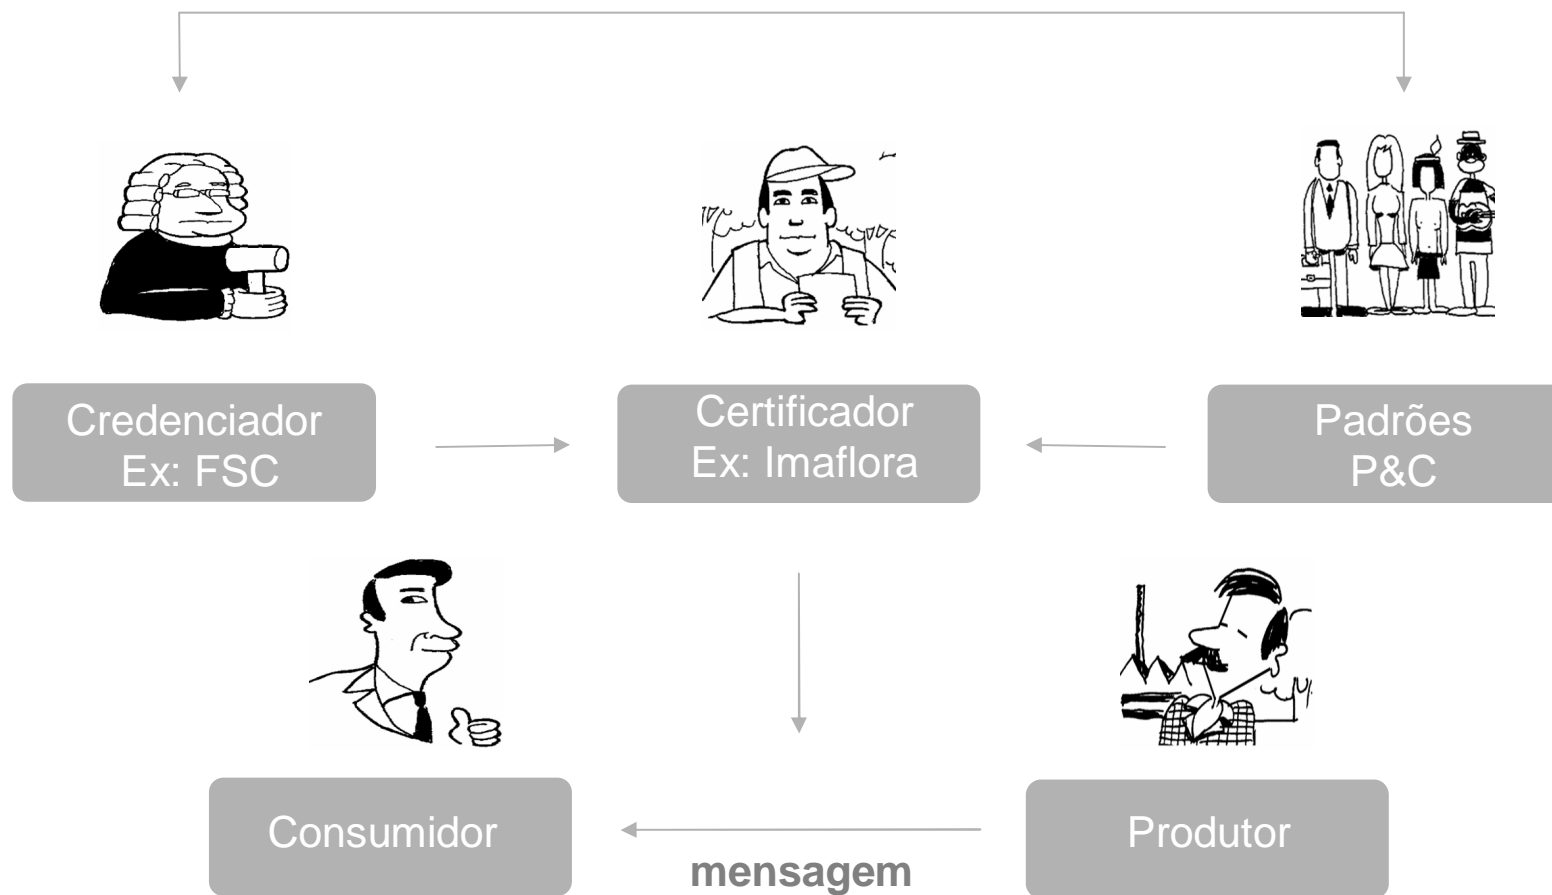 Credenciador
Ex: FSC
Certificador
Ex: Imaflora
Padrões
P&C
Consumidor
Produtor
mensagem